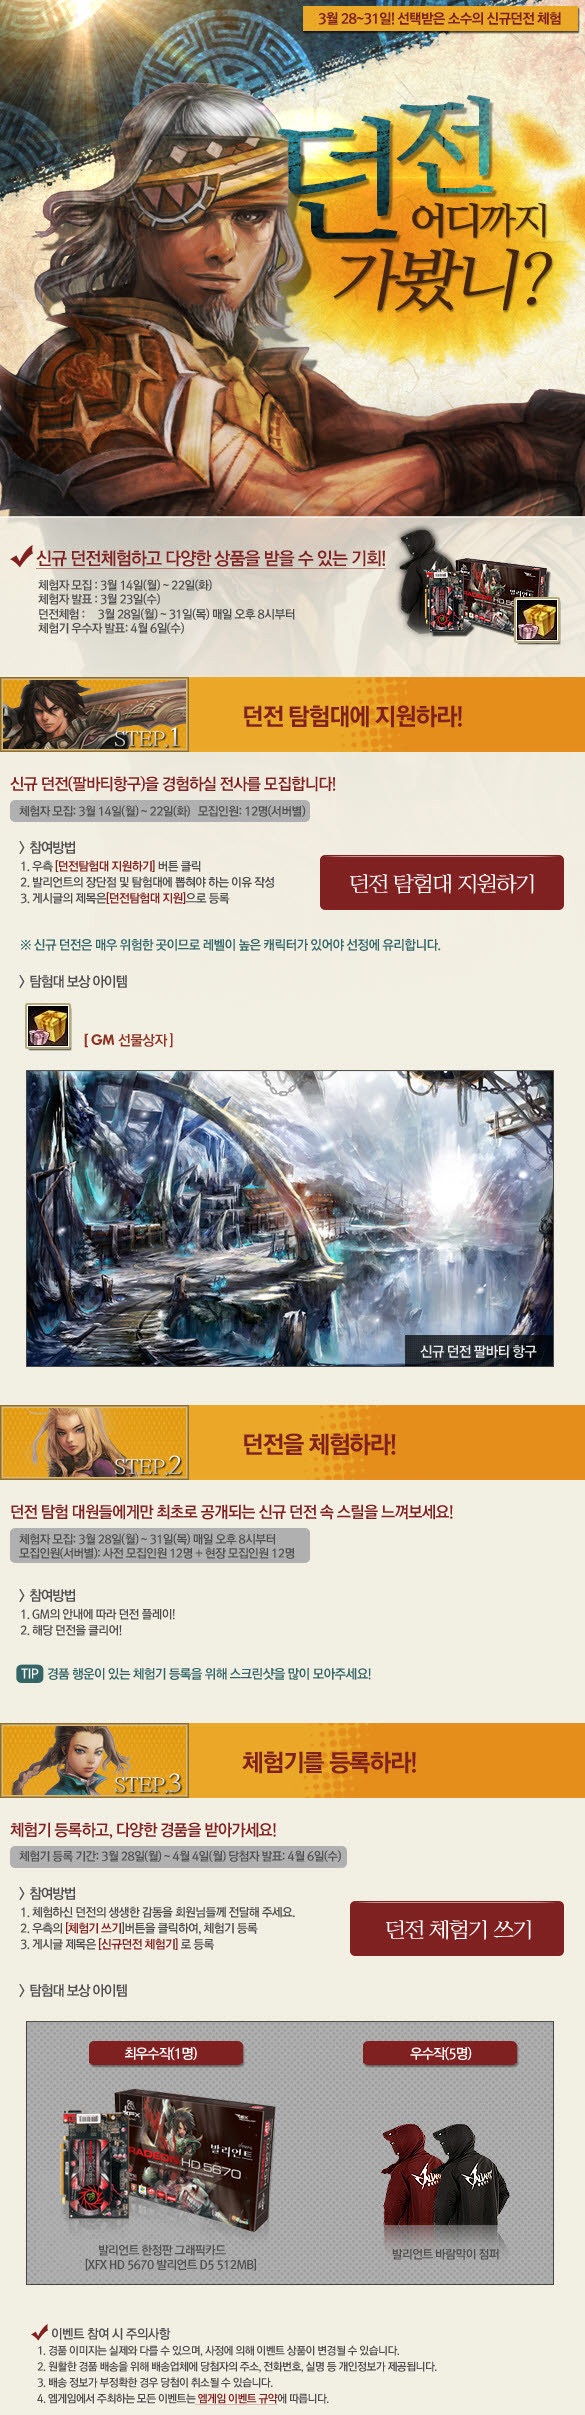 3월 28~31일! 선택받은 소수의 신규던전 체험
던전
어디까지
가봤니?
신규 던전체험하고 다양한 상품을 받을 수 있는 기회!
체험자 모집 : 3월 14일(월) ~ 22일(화)
체험자 발표 : 3월 23일(수)
던전체험 : 3월 28일(월) ~ 31일(목) 매일 오후 8시부터
체험기 우수자 발표: 4월 6일(수)
STEP.1
던전 탐험대에 지원하라!
신규 던전(팔바티항구)을 경험하실 전사를 모집합니다!
체험자 모집: 3월 14일(월) ~ 22일(화) 모집인원: 12명(서버별)
> 참여방법
1. 우측 [던전탐험대 지원하기] 버튼 클릭
2. 발리언트의 장단점 및 탐험대에 뽑혀야 하는 이유 작성
3. 게시글의 제목은[던전탐험대 지원]으로 등록
던전 탐험대 지원하기
※ 신규 던전은 매우 위험한 곳이므로 레벨이 높은 캐릭터가 있어야 선정에 유리합니다.
> 탐험대 보상 아이템
[ GM 선물상자 ]
신규 던전 팔바티 항구
STEP.2
던전을 체험하라!
던전 탐험 대원들에게만 최초로 공개되는 신규 던전 속 스릴을 느껴보세요!
체험자 모집: 3월 28일(월) ~ 31일(목) 매일 오후 8시부터
모집인원(서버별): 사전 모집인원 12명 + 현장 모집인원 12명
> 참여방법
1. GM의 안내에 따라 던전 플레이!
2. 해당 던전을 클리어!
TIP 경품 행운이 있는 체험기 등록을 위해 스크린샷을 많이 모아주세요!
STEP.3
체험기를 등록하라!
체험기 등록하고, 다양한 경품을 받아가세요!
체험기 등록 기간: 3월 28일(월) ~ 4월 4일(월) 당첨자 발표: 4월 6일(수)
> 참여방법
1. 체험하신 던전의 생생한 감동을 회원님들께 전달해 주세요.
2. 우측의 [체험기 쓰기]버튼을 클릭하여, 체험기 등록
3. 게시글 제목은 [신규던전 체험기] 로 등록
던전 체험기 쓰기
> 탐험대 보상 아이템
최우수작(1명)
우수작(5명)
XFX
발리언트
RADEON HD 5670
발리언트 한정판 그래픽카드
[XFX HD 5670 발리언트 D5 512MB]
발리언트 바람막이 점퍼
이벤트 참여 시 주의사항
1. 경품 이미지는 실제와 다를 수 있으며, 사정에 의해 이벤트 상품이 변경될 수 있습니다.
2. 원활한 경품 배송을 위해 배송업체에 당첨자의 주소, 전화번호, 실명 등 개인정보가 제공됩니다.
3. 배송 정보가 부정확한 경우 당첨이 취소될 수 있습니다.
4. 엠게임에서 주최하는 모든 이벤트는 엠게임 이벤트 규약에 따릅니다.